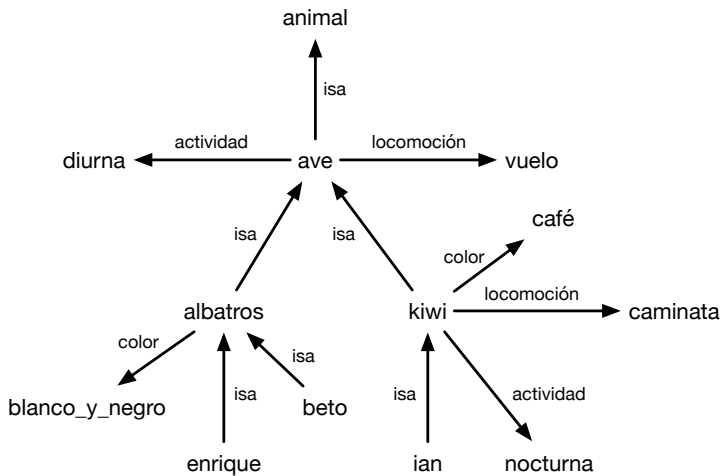 animal
isa
actividad
locomoción
diurna
ave
vuelo
isa
isa
café
color
locomoción
albatros
kiwi
caminata
color
isa
isa
isa
actividad
blanco_y_negro
beto
enrique
ian
nocturna